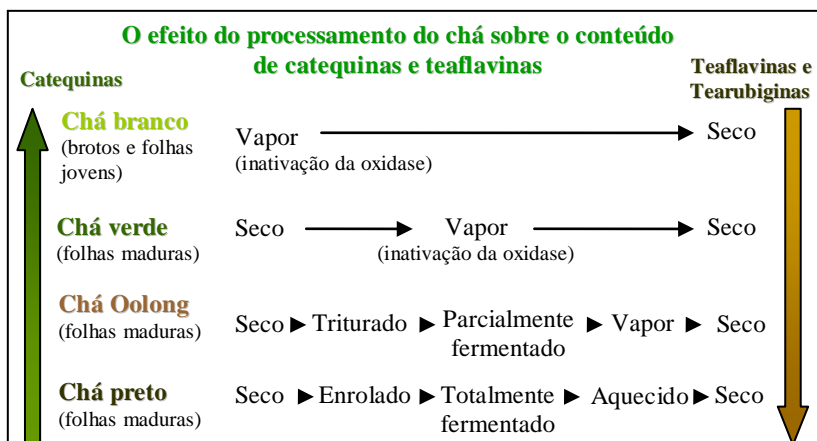 O efeito do processamento do chá sobre o conteúdo
de catequinas e teaflavinas
Catequinas
Teaflavinas e
Tearubiginas
Chá branco
(brotos e folhas
jovens)
Vapor
(inativação da oxidase)
Seco
Chá verde
(folhas maduras)
Seco
Vapor
(inativação da oxidase)
Seco
Chá Oolong
(folhas maduras)
Seco
Triturado
Parcialmente
fermentado
Vapor
Seco
Chá preto
(folhas maduras)
Seco
Enrolado
Totalmente
fermentado
Aquecido
Seco